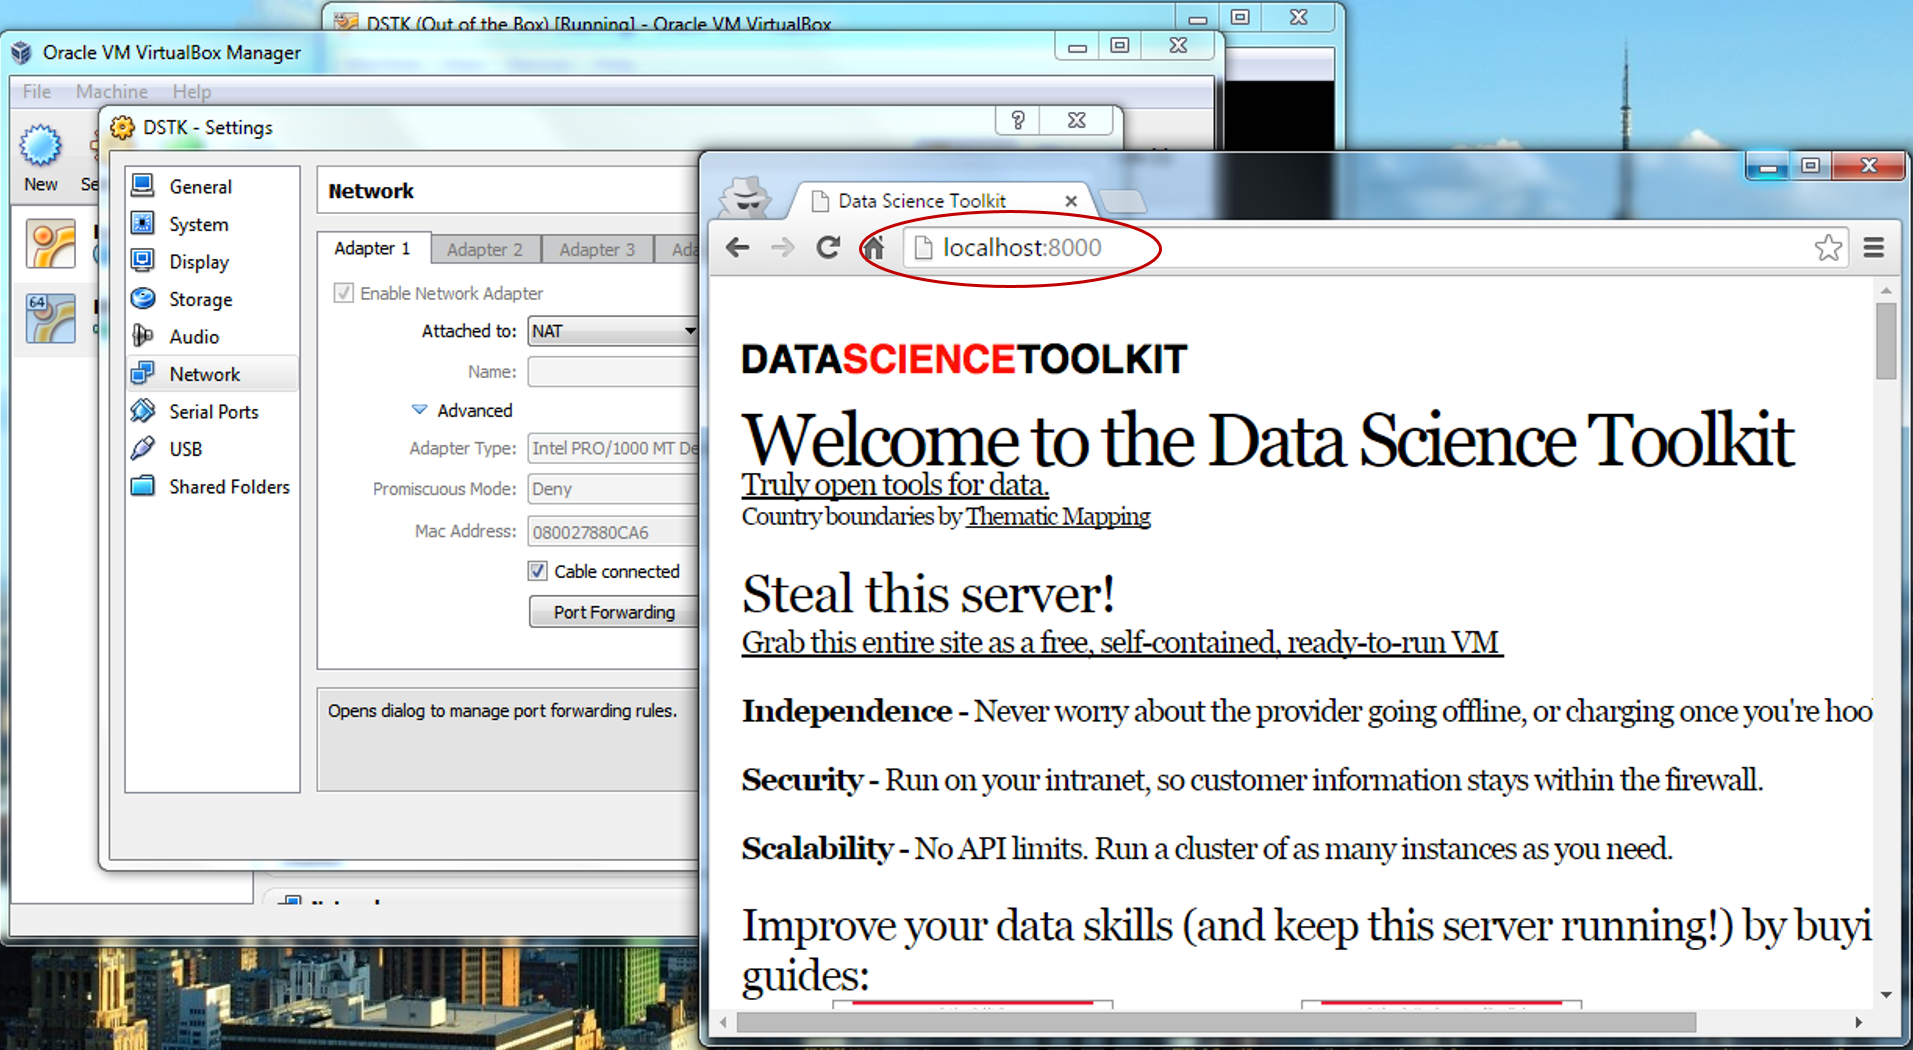 DSTK (Out of the Box) [Running] - Oracle VM VirtualBox
Oracle VM VirtualBox Manager
File Machine Help
DSTK - Settings
New
General
System
Display
Storage
Audio
Network
Serial Ports
USB
Shared Folders
Network
Adapter 1 Adapter 2 Adapter 3 Ada
Enable Network Adapter
Attached to: NAT
Name:
Advanced
Adapter Type: Intel PRO/1000 MT De
Promiscuous Mode: Deny
Mac Address: 080027880CA6
Cable connected
Port Forwarding
Opens dialog to manage port forwarding rules.
64
Data Science Toolkit
localhost:8000
DATASCIENCETOOLKIT
Welcome to the Data Science Toolkit
Truly open tools for data.
Country boundaries by Thematic Mapping
Steal this server!
Grab this entire site as a free, self-contained, ready-to-run VM
Independence - Never worry about the provider going offline, or charging once you're hoo
Security - Run on your intranet, so customer information stays within the firewall.
Scalability - No API limits. Run a cluster of as many instances as you need.
Improve your data skills (and keep this server running!) by buyi
guides: